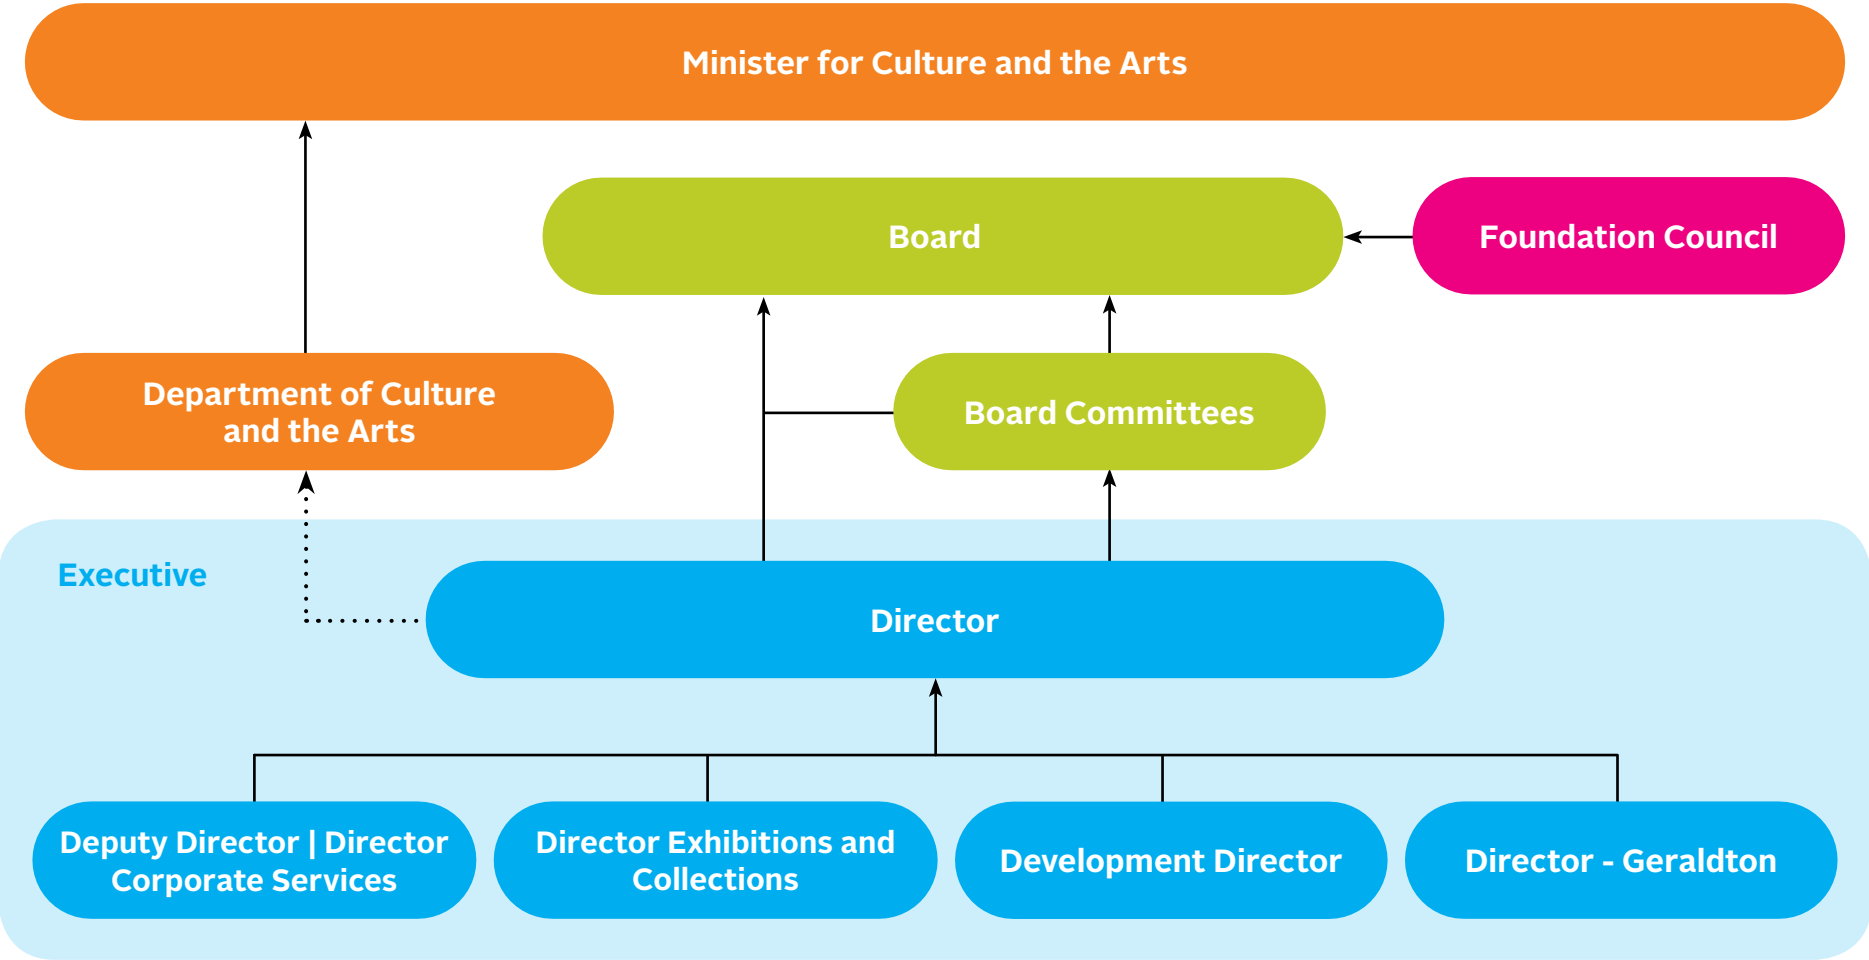 Minister for Culture and the Arts
Board
Foundation Council
Department of Culture
and the Arts
Board Committees
Executive
Director
Deputy Director | Director
Corporate Services
Director Exhibitions and
Collections
Development Director
Director - Geraldton